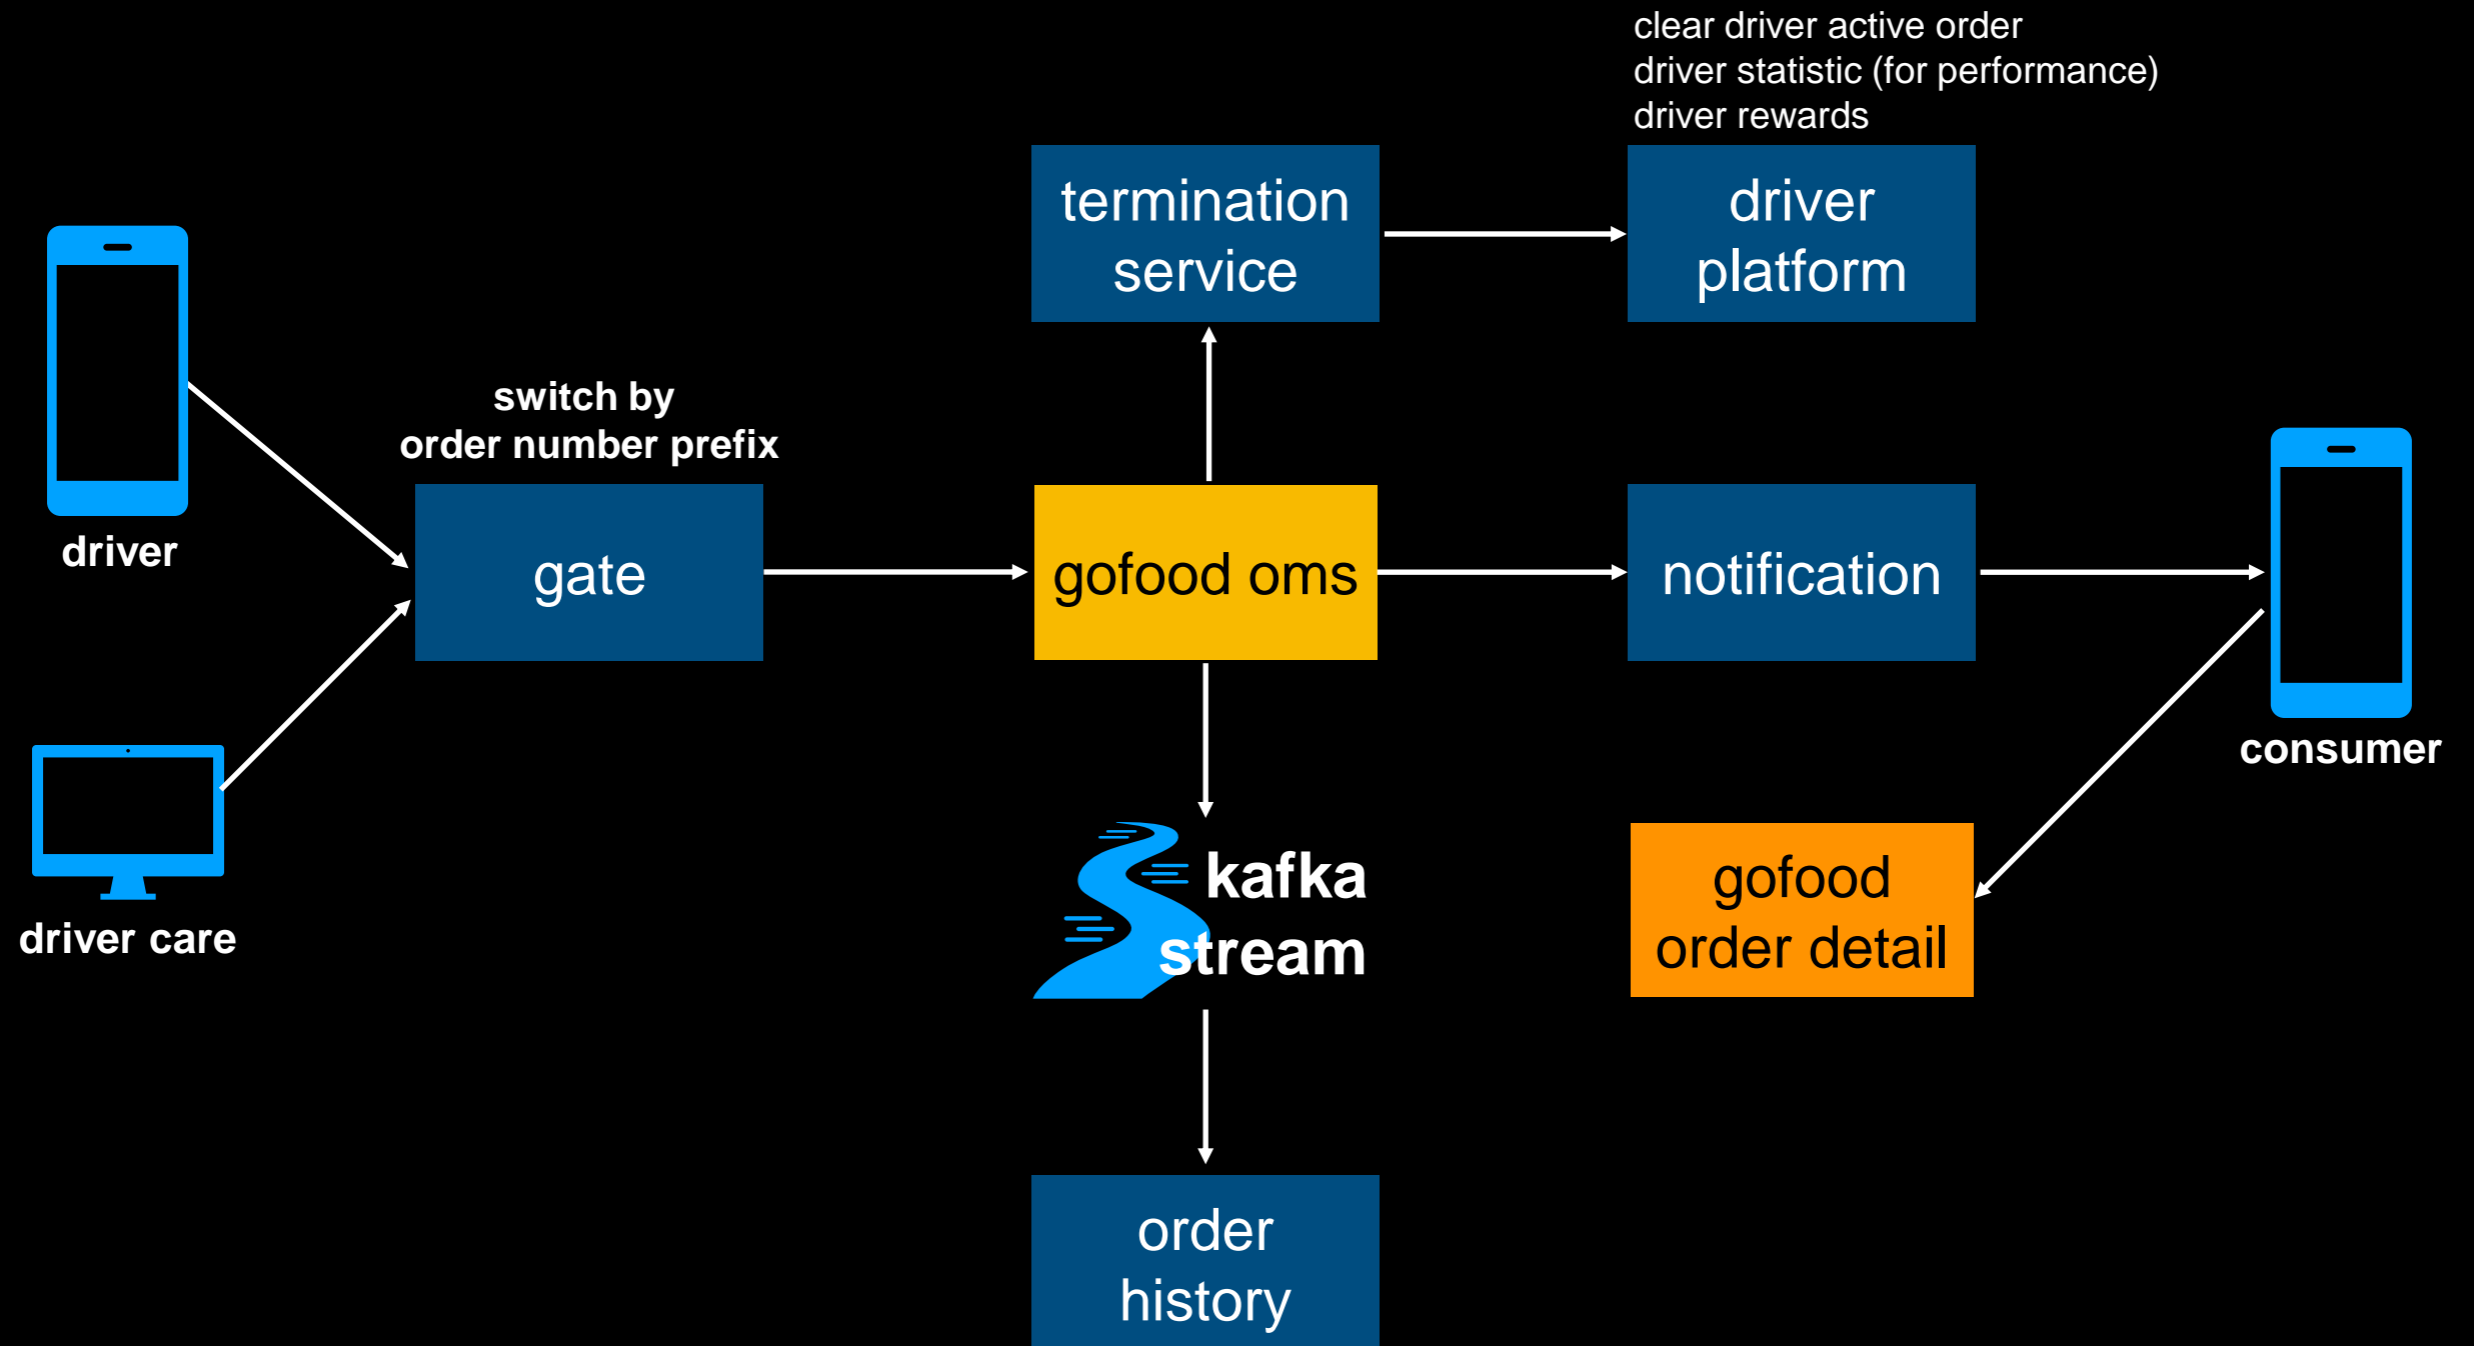 clear driver active order
driver statistic (for performance)
driver rewards
termination
service
driver
platform
switch by
order number prefix
driver
gate
gofood oms
notification
consumer
driver care
kafka
stream
gofood
order detail
order
history